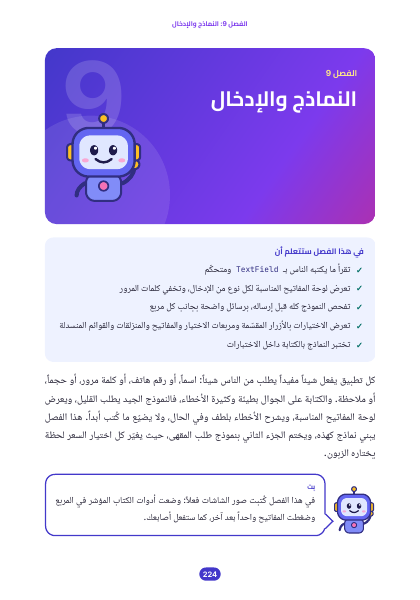 الفصل 9: النماذج والإدخال
9
الفصل 9
النماذج والإدخال
في هذا الفصل ستتعلم أن
✓ تقرأ ما يكتبه الناس بـ TextField ومتحكّم
✓ تعرض لوحة المفاتيح المناسبة لكل نوع من الإدخال، وتخفي كلمات المرور
✓ تفحص النموذج كله قبل إرساله، برسائل واضحة بجانب كل مربع
✓ تعرض الاختيارات بالأزرار المقسّمة ومربعات الاختيار والمفاتيح والمنزلقات والقوائم المنسدلة
✓ تختبر النماذج بالكتابة داخل الاختبارات
كل تطبيق يفعل شيئاً مفيداً يطلب من الناس شيئاً: اسماً، أو رقم هاتف، أو كلمة مرور، أو حجماً،
أو ملاحظة. والكتابة على الجوال بطيئة وكثيرة الأخطاء، فالنموذج الجيد يطلب القليل، ويعرض
لوحة المفاتيح المناسبة، ويشرح الأخطاء بلطف وفي الحال، ولا يضيّع ما كُتب أبداً. هذا الفصل
يبني نماذج كهذه، ويختم الجزء الثاني بنموذج طلب المقهى، حيث يغيّر كل اختيار السعر لحظة
يختاره الزبون.
بِت
في هذا الفصل كُتبت صور الشاشات فعلاً: وضعت أدوات الكتاب المؤشر في المربع
وضغطت المفاتيح واحداً بعد آخر، كما ستفعل أصابعك.
224